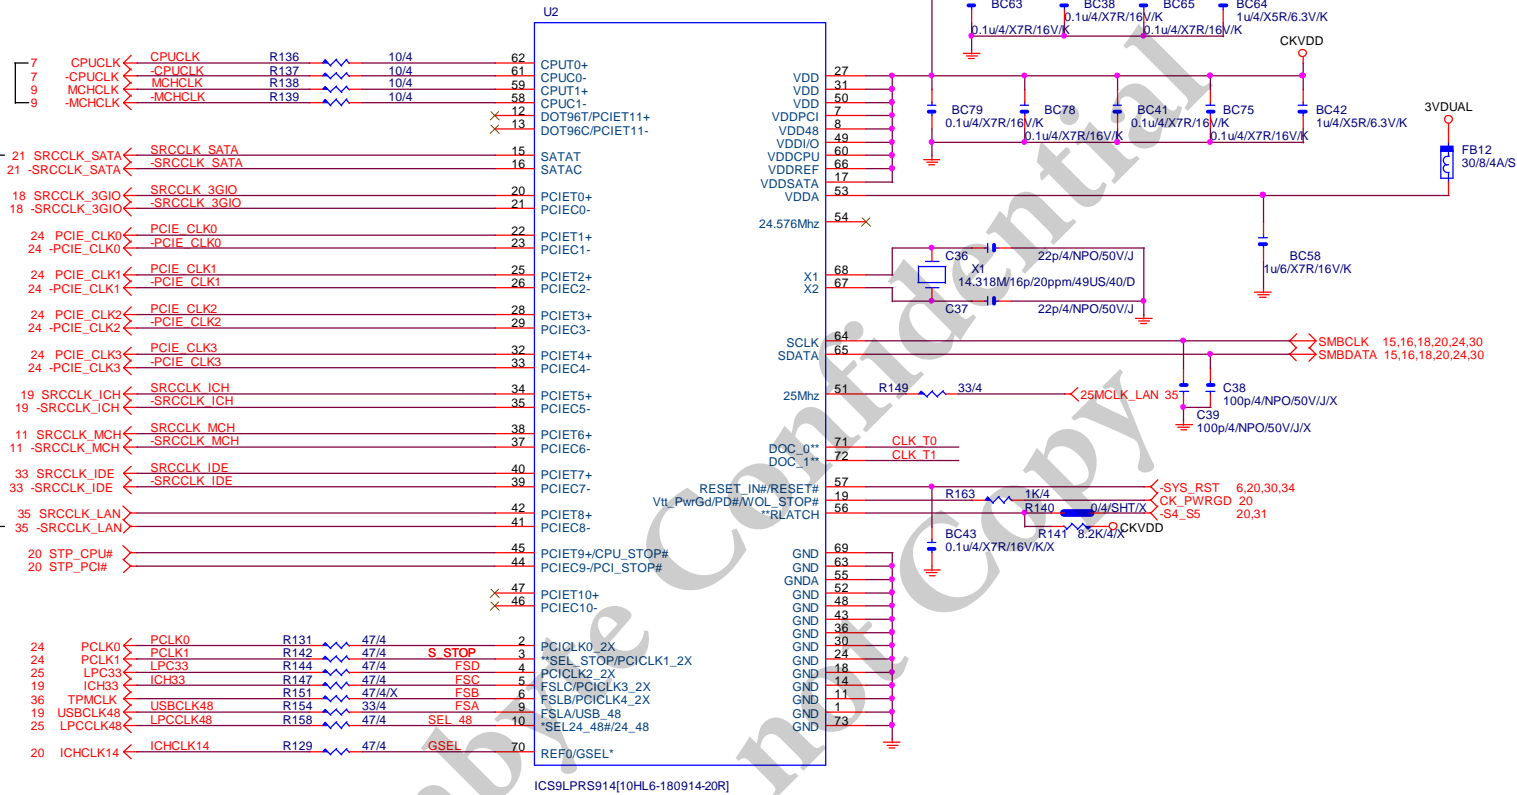 U2
BC63 BC38 BC65 BC64
0.1u/4/X7R/16V/K 0.1u/4/X7R/16V/K 0.1u/4/X7R/16V/K 1u/4/X5R/6.3V/K
CKVDD
7 CPUCLK CPUCLK R136 10/4 62 CPUT0+
7 -CPUCLK -CPUCLK R137 10/4 61 CPUC0-
9 MCHCLK MCHCLK R138 10/4 59 CPUT1+
9 -MCHCLK -MCHCLK R139 10/4 58 CPUC1-
12 DOT96T/PCIET11+
13 DOT96C/PCIET11-
21 SRCCLK_SATA SRCCLK_SATA 15 SATAT
21 -SRCCLK_SATA -SRCCLK_SATA 16 SATAC
18 SRCCLK_3GIO SRCCLK_3GIO 20 PCIET0+
18 -SRCCLK_3GIO -SRCCLK_3GIO 21 PCIEC0-
24 PCIE_CLK0 PCIE_CLK0 22 PCIET1+
24 -PCIE_CLK0 -PCIE_CLK0 23 PCIEC1-
24 PCIE_CLK1 PCIE_CLK1 25 PCIET2+
24 -PCIE_CLK1 -PCIE_CLK1 26 PCIEC2-
24 PCIE_CLK2 PCIE_CLK2 28 PCIET3+
24 -PCIE_CLK2 -PCIE_CLK2 29 PCIEC3-
24 PCIE_CLK3 PCIE_CLK3 32 PCIET4+
24 -PCIE_CLK3 -PCIE_CLK3 33 PCIEC4-
19 SRCCLK_ICH SRCCLK_ICH 34 PCIET5+
19 -SRCCLK_ICH -SRCCLK_ICH 35 PCIEC5-
11 SRCCLK_MCH SRCCLK_MCH 38 PCIET6+
11 -SRCCLK_MCH -SRCCLK_MCH 37 PCIEC6-
33 SRCCLK_IDE SRCCLK_IDE 40 PCIET7+
33 -SRCCLK_IDE -SRCCLK_IDE 39 PCIEC7-
35 SRCCLK_LAN 42 PCIET8+
35 -SRCCLK_LAN 41 PCIEC8-
20 STP_CPU# 45 PCIET9+/CPU_STOP#
20 STP_PCI# 44 PCIEC9-/PCI_STOP#
47 PCIET10+
46 PCIEC10-
24 PCLK0 PCLK0 R131 47/4 2 PCICLK0_2X
24 PCLK1 PCLK1 R142 47/4 S_STOP 3 **SEL_STOP/PCICLK1_2X
25 LPC33 LPC33 R144 47/4 FSD 4 PCICLK2_2X
19 ICH33 ICH33 R147 47/4 FSC 5 FSLC/PCICLK3_2X
36 TPMCLK R151 47/4/X FSB 6 FSLB/PCICLK4_2X
19 USBCLK48 USBCLK48 R154 33/4 FSA 9 FSLA/USB_48
25 LPCCLK48 LPCCLK48 R158 47/4 SEL_48 10 *SEL24_48#/24_48
20 ICHCLK14 ICHCLK14 R129 47/4 GSEL 70 REF0/GSEL*
VDD 27
VDD 31
VDD 50
VDDPCI 7
VDD48 8
VDDI/O 49
VDDCPU 60
VDDREF 66
VDDSATA 17
VDDA 53
BC79 BC78 BC41 BC75 BC42
0.1u/4/X7R/16V/K 0.1u/4/X7R/16V/K 0.1u/4/X7R/16V/K 0.1u/4/X7R/16V/K 1u/4/X5R/6.3V/K
3VDUAL
FB12
30/8/4A/S
24.576Mhz 54
BC58
1u/6/X7R/16V/K
C36 22p/4/NPO/50V/J
X1 68 X1
X2 67 14.318M/16p/20ppm/49US/40/D
C37 22p/4/NPO/50V/J
SCLK 64 SMBCLK 15,16,18,20,24,30
SDATA 65 SMBDATA 15,16,18,20,24,30
25Mhz 51 R149 33/4 25MCLK_LAN 35
C38
100p/4/NPO/50V/J/X
C39
100p/4/NPO/50V/J/X
DOC_0** 71 CLK_T0
DOC_1** 72 CLK_T1
RESET_IN#/RESET# 57 -SYS_RST 6,20,30,34
Vtt_PwrGd/PD#/WOL_STOP# 19 R163 1K/4 CK_PWRGD 20
**RLATCH 56 R140 0/4/SHT/X -S4_S5 20,31
R141 8.2K/4/X CKVDD
BC43
0.1u/4/X7R/16V/K/X
GND 69
GND 63
GNDA 55
GND 52
GND 48
GND 43
GND 36
GND 30
GND 24
GND 18
GND 14
GND 11
GND 1
GND 73
ICS9LPRS914[10HL6-180914-20R]
abyte Confidential
not Copy